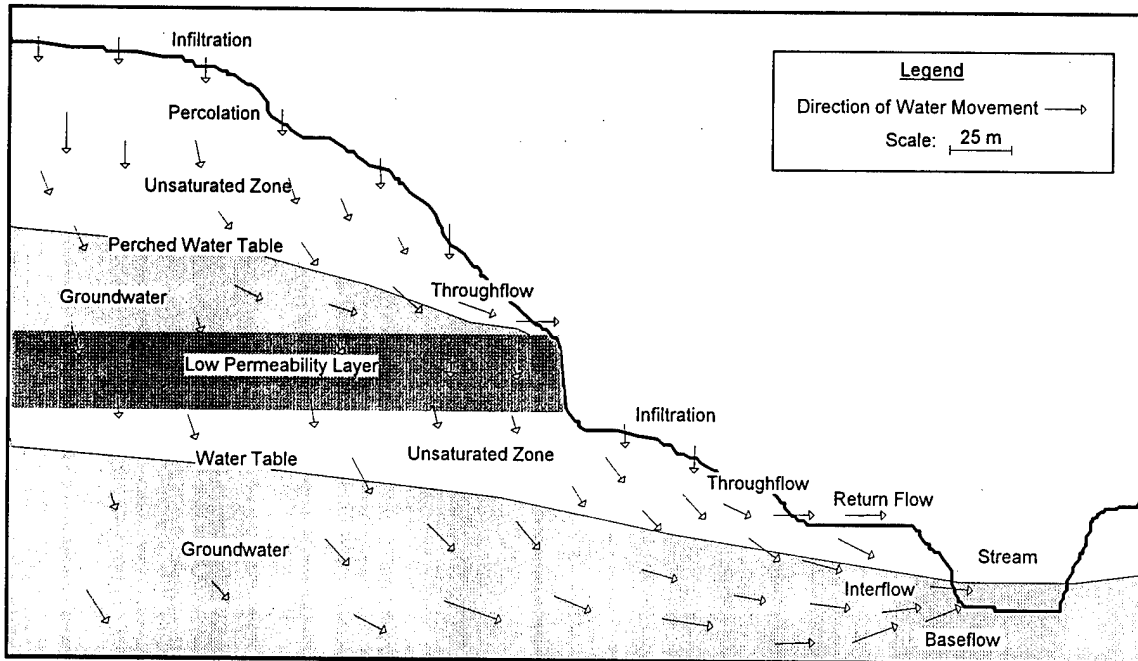 Infiltration
Legend
Direction of Water Movement
Scale: 25 m
Percolation
Unsaturated Zone
Perched Water Table
Groundwater
Throughflow
Low Permeability Layer
Infiltration
Water Table
Unsaturated Zone
Throughflow
Return Flow
Groundwater
Stream
Interflow
Baseflow